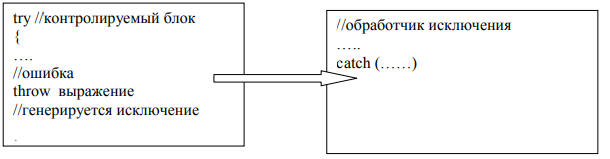 try //контролируемый блок
{
….
//ошибка
throw выражение
//генерируется исключение
.
//обработчик исключения
…..
catch (……)